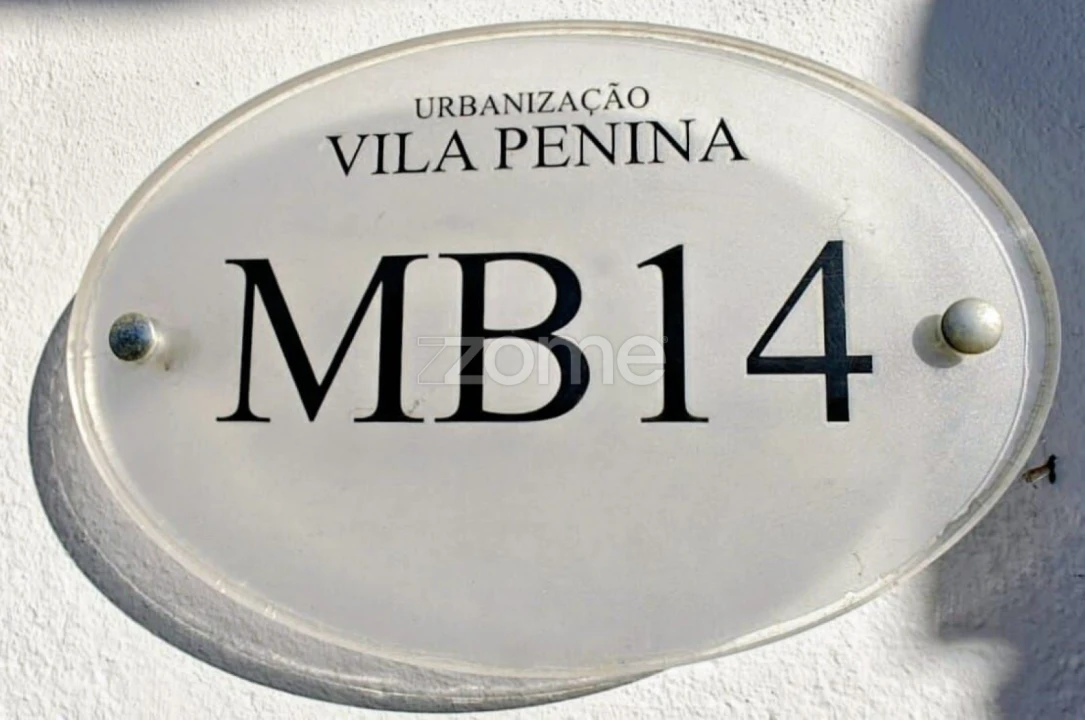 URBANIZAÇÃO
VILA PENINA
MB14
zome